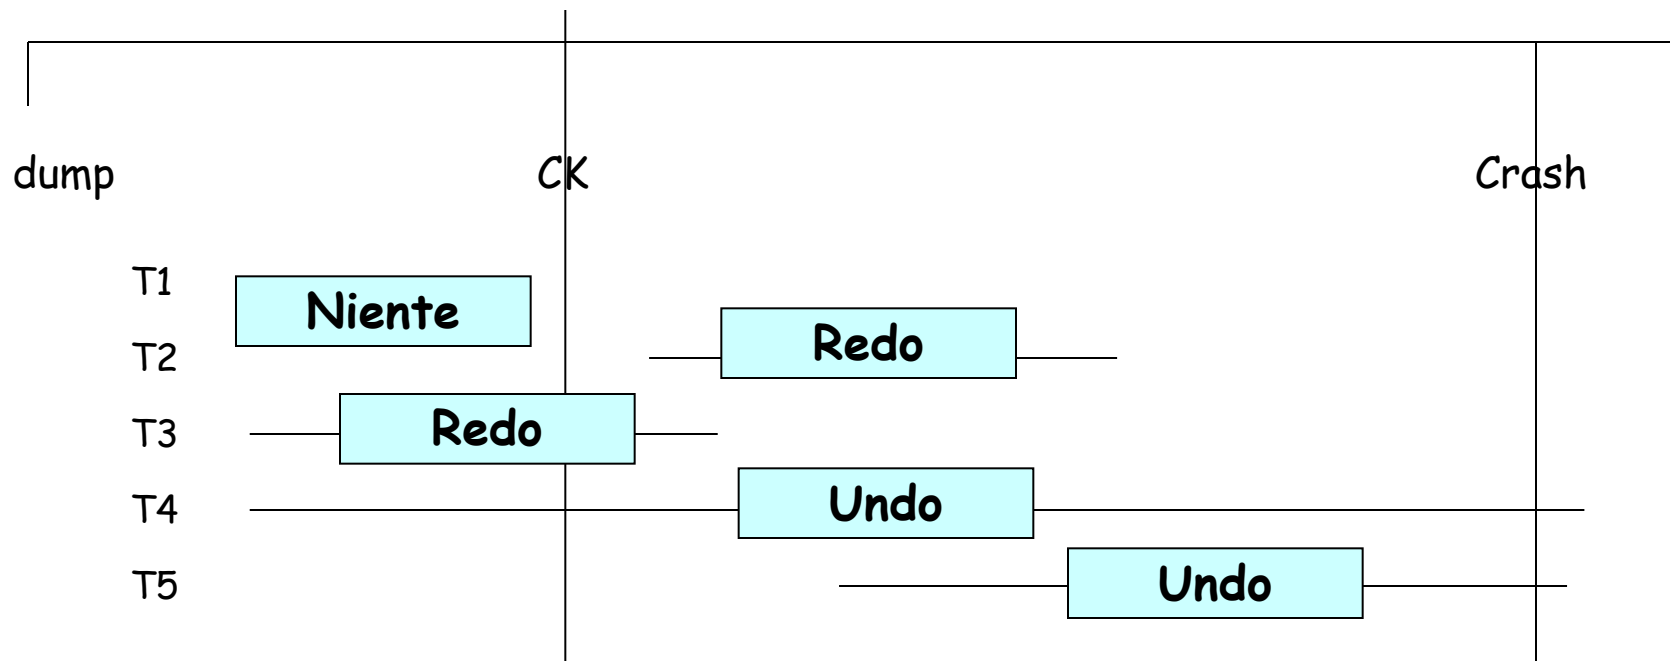 dump CK Crash
T1 Niente
T2 Redo
T3 Redo
T4 Undo
T5 Undo